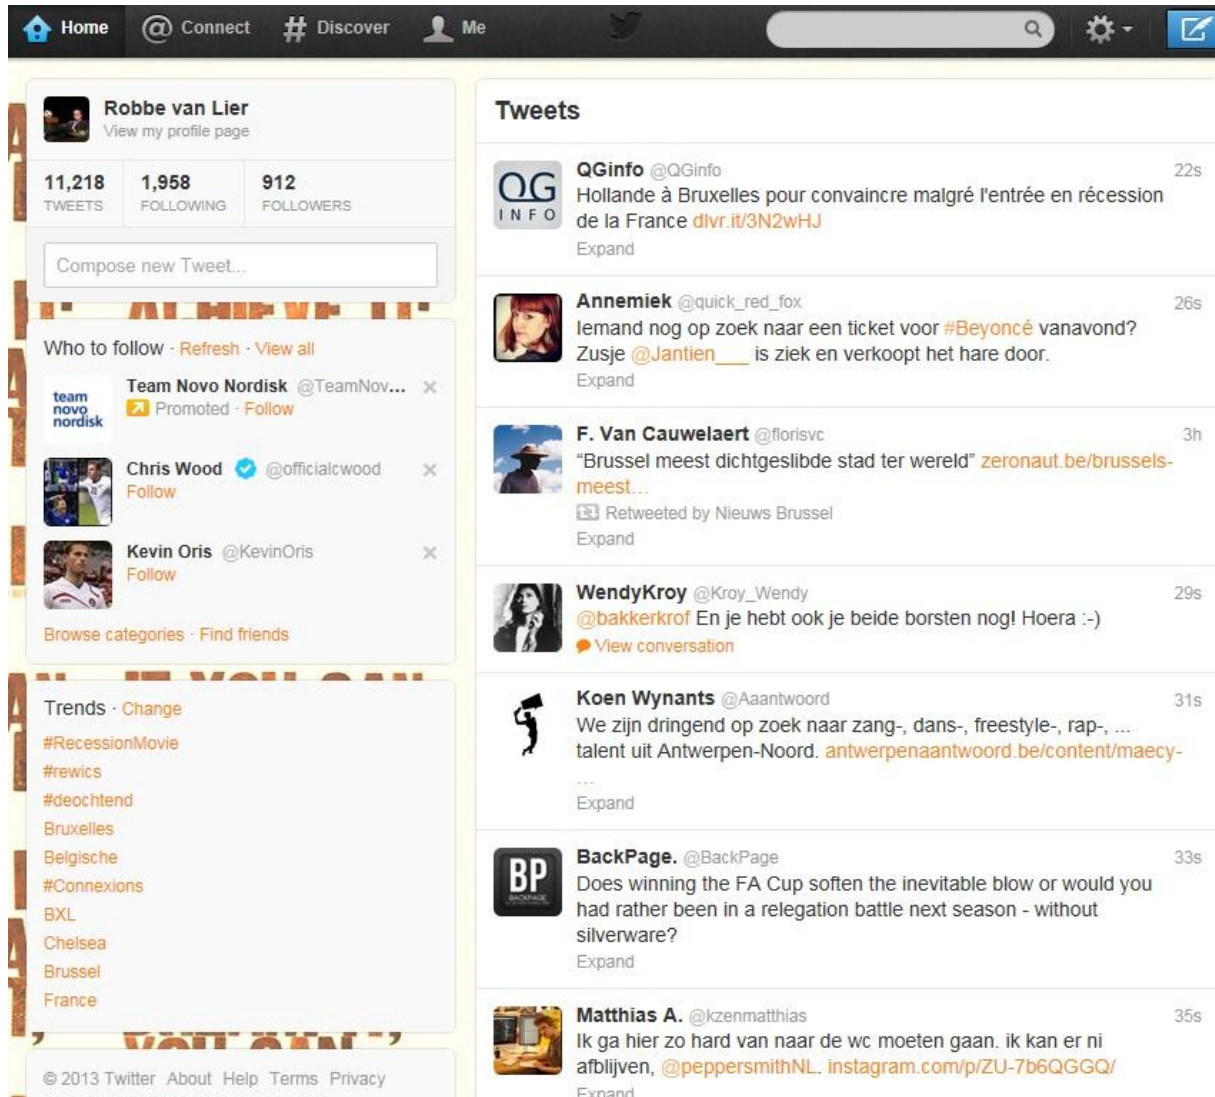 Home
Connect
Discover
Me
Robbe van Lier
View my profile page
11,218 1,958 912
TWEETS FOLLOWING FOLLOWERS
Compose new Tweet...
Who to follow · Refresh · View all
team
novo
nordisk
Team Novo Nordisk @TeamNov...
Promoted · Follow
Chris Wood @officialcwood
Follow
Kevin Oris @KevinOris
Follow
Browse categories · Find friends
Trends · Change
#RecessionMovie
#rewics
#deochtend
Bruxelles
Belgische
#Connexions
BXL
Chelsea
Brussel
France
© 2013 Twitter About Help Terms Privacy
Tweets
QG
INFO
QGinfo @QGinfo 22s
Hollande à Bruxelles pour convaincre malgré l'entrée en récession
de la France dlvr.it/3N2wHJ
Expand
Annemiek @quick_red_fox 26s
Iemand nog op zoek naar een ticket voor #Beyoncé vanavond?
Zusje @Jantien___ is ziek en verkoopt het hare door.
Expand
F. Van Cauwelaert @florisvc 3h
“Brussel meest dichtgeslibde stad ter wereld” zeronaut.be/brussels-
meest…
Retweeted by Nieuws Brussel
Expand
WendyKroy @Kroy_Wendy 29s
@bakkerkrof En je hebt ook je beide borsten nog! Hoera :-)
View conversation
Koen Wynants @Aaantwoord 31s
We zijn dringend op zoek naar zang-, dans-, freestyle-, rap-, ...
talent uit Antwerpen-Noord. antwerpenaantwoord.be/content/maecy-
…
Expand
BP
BACKPAGE
BackPage. @BackPage 33s
Does winning the FA Cup soften the inevitable blow or would you
had rather been in a relegation battle next season - without
silverware?
Expand
Matthias A. @kzenmatthias 35s
Ik ga hier zo hard van naar de wc moeten gaan. ik kan er ni
afblijven, @peppersmithNL. instagram.com/p/ZU-7b6QGGQ/
Expand
ACHIEVE IT
IF YOU CAN
YOU CAN